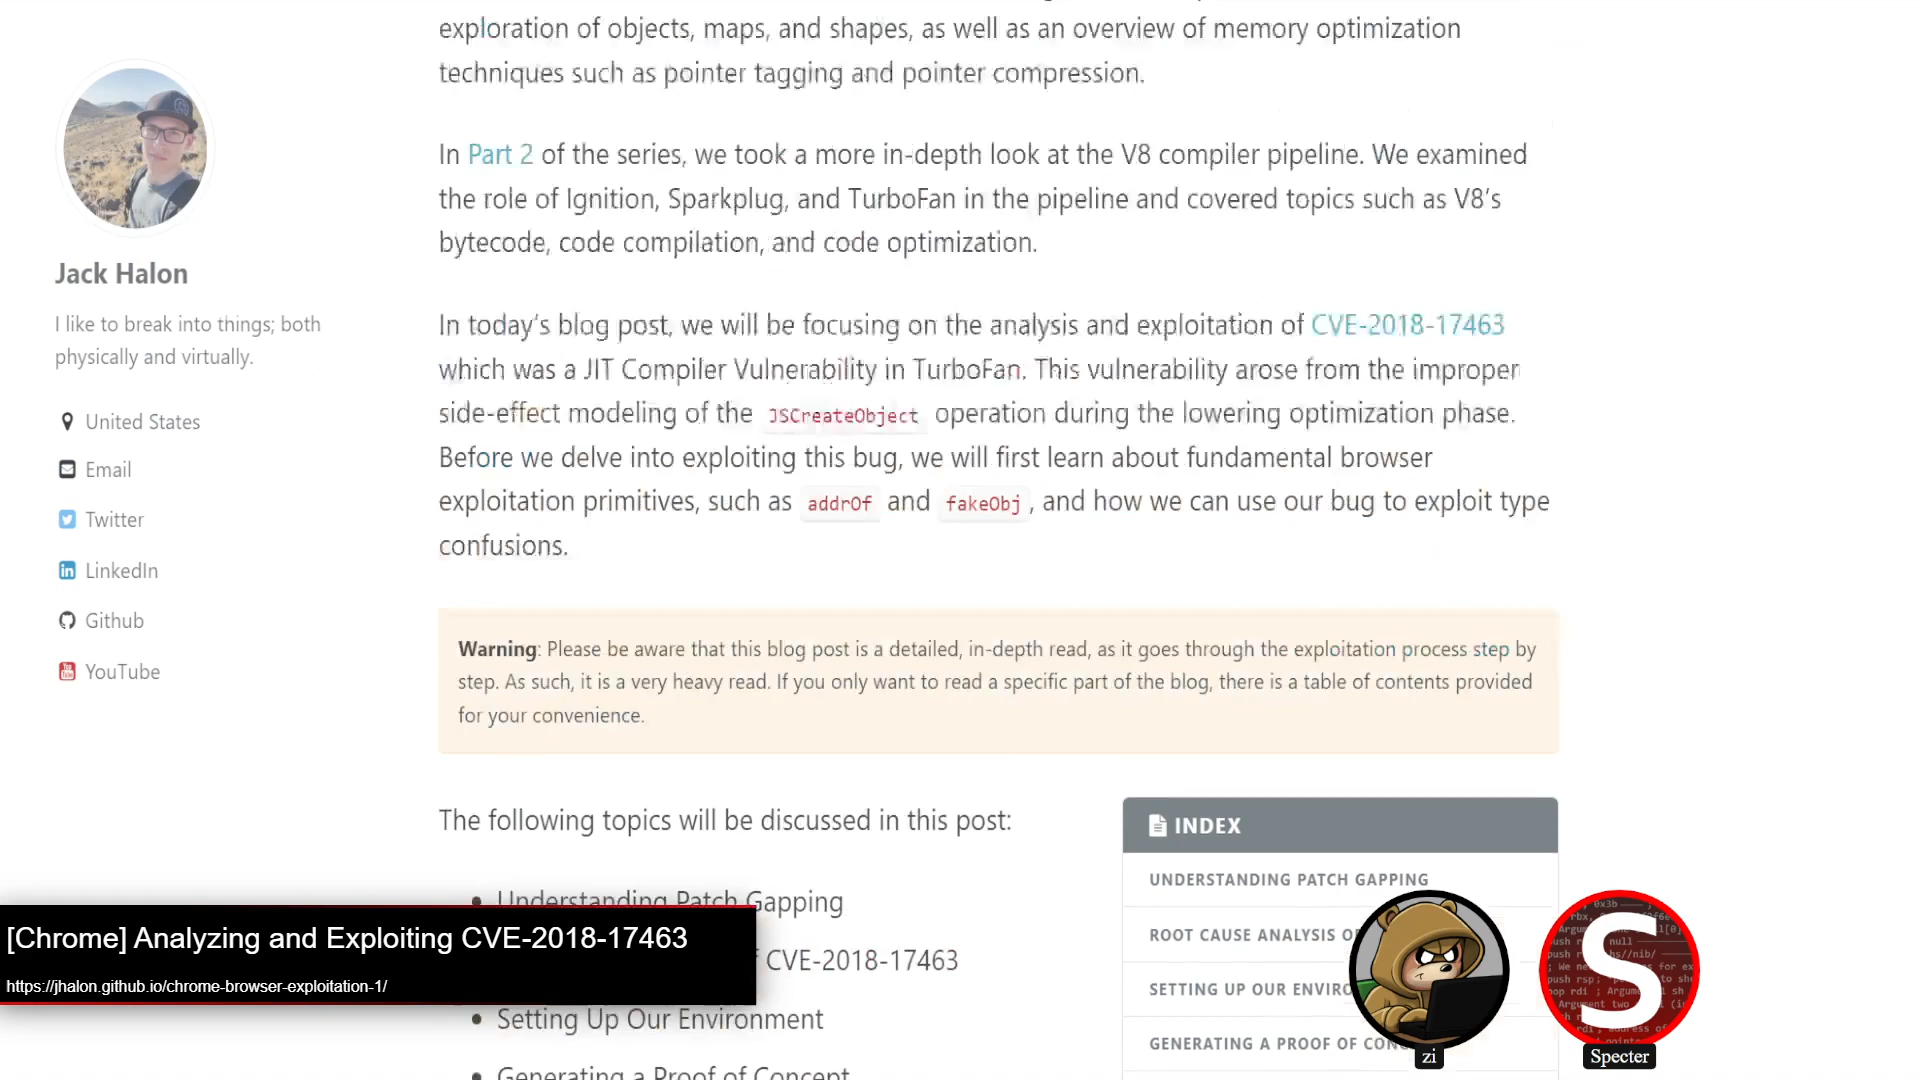 exploration of objects, maps, and shapes, as well as an overview of memory optimization
techniques such as pointer tagging and pointer compression.
In Part 2 of the series, we took a more in-depth look at the V8 compiler pipeline. We examined
the role of Ignition, Sparkplug, and TurboFan in the pipeline and covered topics such as V8’s
bytecode, code compilation, and code optimization.
Jack Halon
I like to break into things; both
physically and virtually.
United States
Email
Twitter
LinkedIn
Github
YouTube
In today’s blog post, we will be focusing on the analysis and exploitation of CVE-2018-17463
which was a JIT Compiler Vulnerability in TurboFan. This vulnerability arose from the improper
side-effect modeling of the JSCreateObject operation during the lowering optimization phase.
Before we delve into exploiting this bug, we will first learn about fundamental browser
exploitation primitives, such as addrOf and fakeObj, and how we can use our bug to exploit type
confusions.
Warning: Please be aware that this blog post is a detailed, in-depth read, as it goes through the exploitation process step by
step. As such, it is a very heavy read. If you only want to read a specific part of the blog, there is a table of contents provided
for your convenience.
The following topics will be discussed in this post:
Understanding Patch Gapping
CVE-2018-17463
Setting Up Our Environment
Generating a Proof of Concept
INDEX
UNDERSTANDING PATCH GAPPING
ROOT CAUSE ANALYSIS
SETTING UP OUR
GENERATING A PROOF OF
[Chrome] Analyzing and Exploiting CVE-2018-17463
https://jhalon.github.io/chrome-browser-exploitation-1/
zi
S
Specter